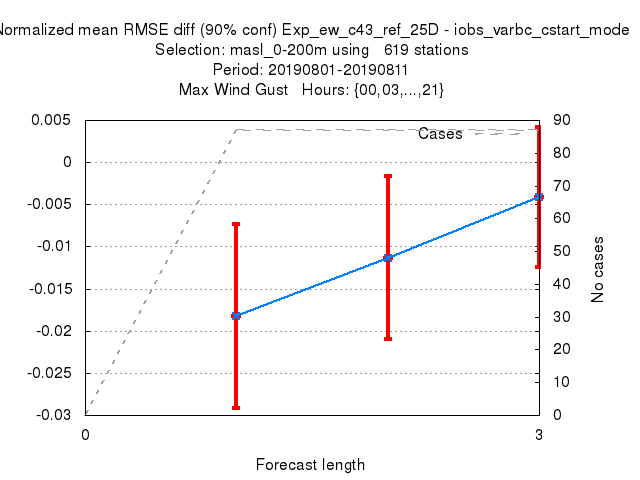 Normalized mean RMSE diff (90% conf) Exp_ew_c43_ref_25D - iobs_varbc_cstart_mode
Selection: masl_0-200m using 619 stations
Period: 20190801-20190811
Max Wind Gust Hours: {00,03,...,21}
Cases
0.005
0
-0.005
-0.01
-0.015
-0.02
-0.025
-0.03
90
80
70
60
50
40
30
20
10
0
No cases
0
3
Forecast length